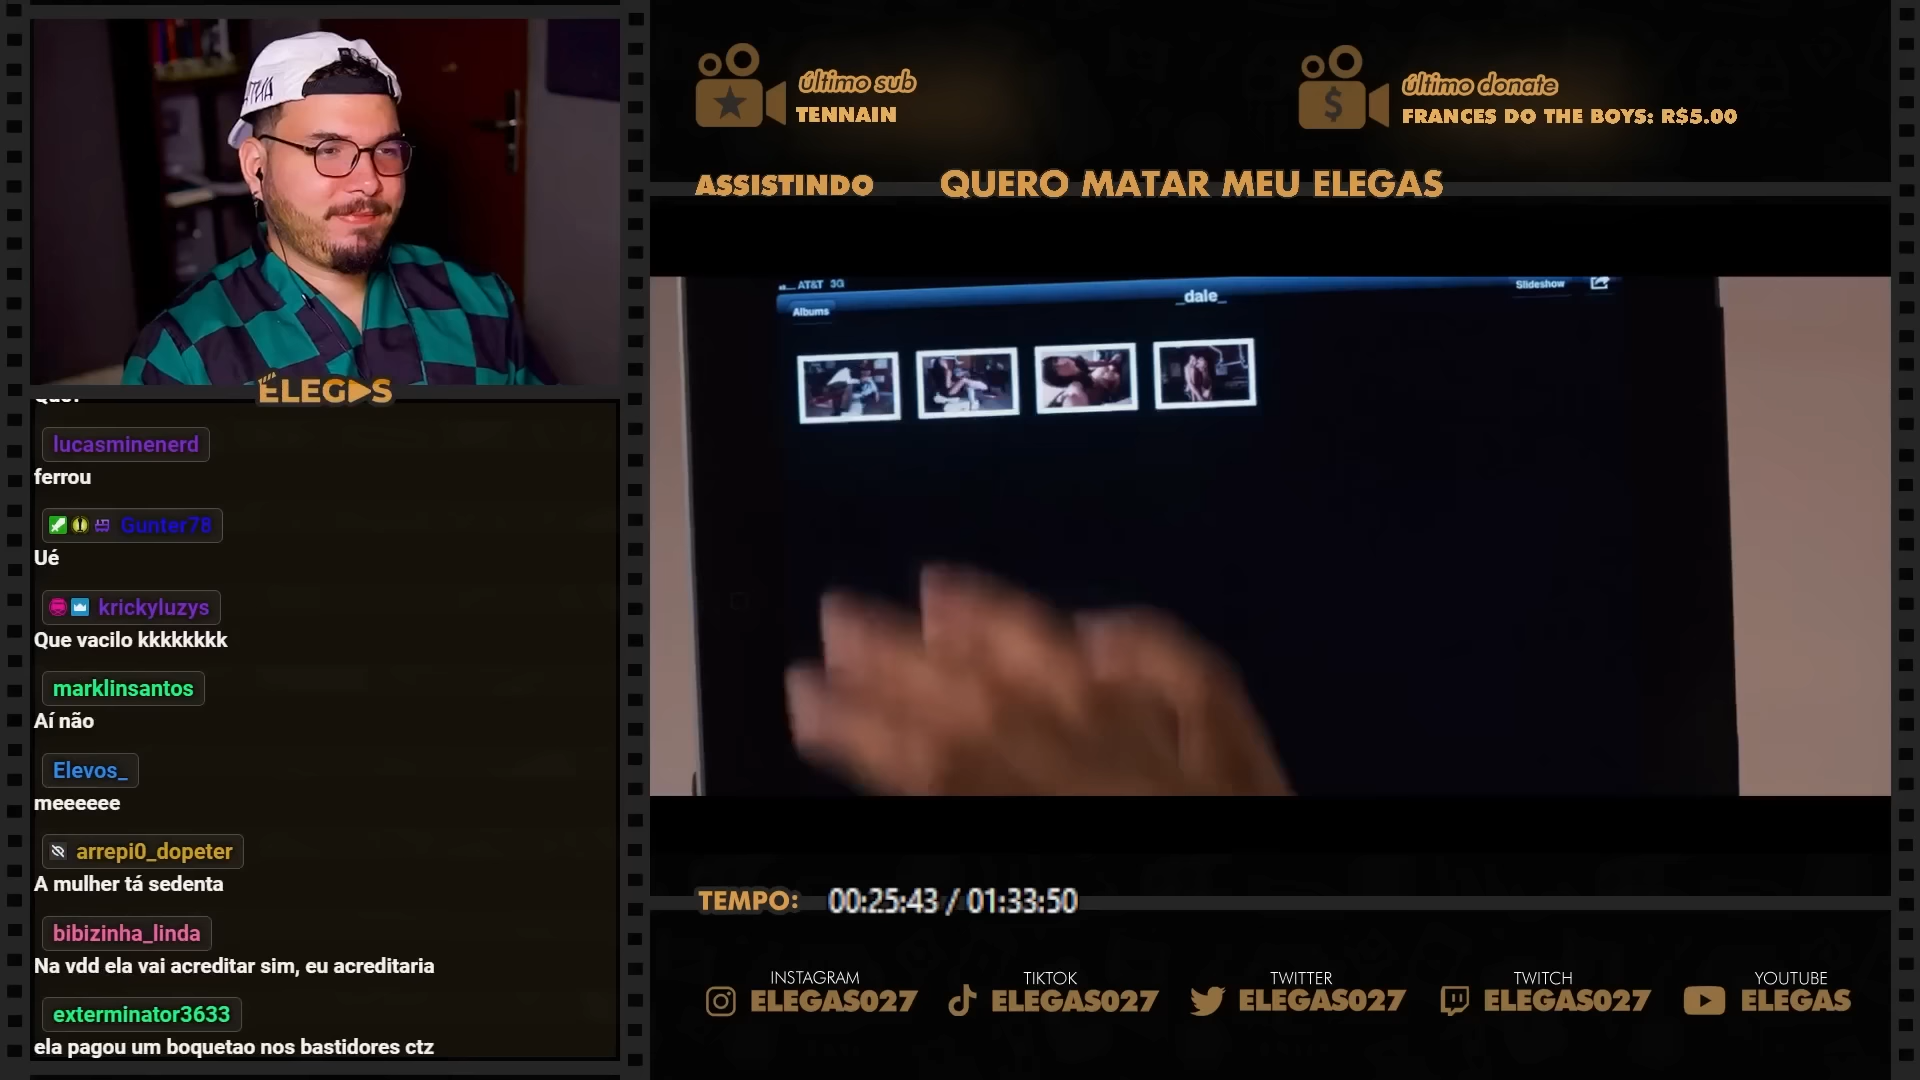 último sub
TENNAIN
último donate
FRANCES DO THE BOYS: R$5.00
ASSISTINDO
QUERO MATAR MEU ELEGAS
AT&T 3G
Albums
_dale_
Slideshow
ELEGAS
lucasminenerd
ferrou
Gunter78
Ué
krickyluzys
Que vacilo kkkkkkkk
marklinsantos
Aí não
Elevos_
meeeeee
arrepi0_dopeter
A mulher tá sedenta
bibizinha_linda
Na vdd ela vai acreditar sim, eu acreditaria
exterminator3633
ela pagou um boquetao nos bastidores ctz
TEMPO:
00:25:43 / 01:33:50
INSTAGRAM
ELEGAS027
TIKTOK
ELEGAS027
TWITTER
ELEGAS027
TWITCH
ELEGAS027
YOUTUBE
ELEGAS